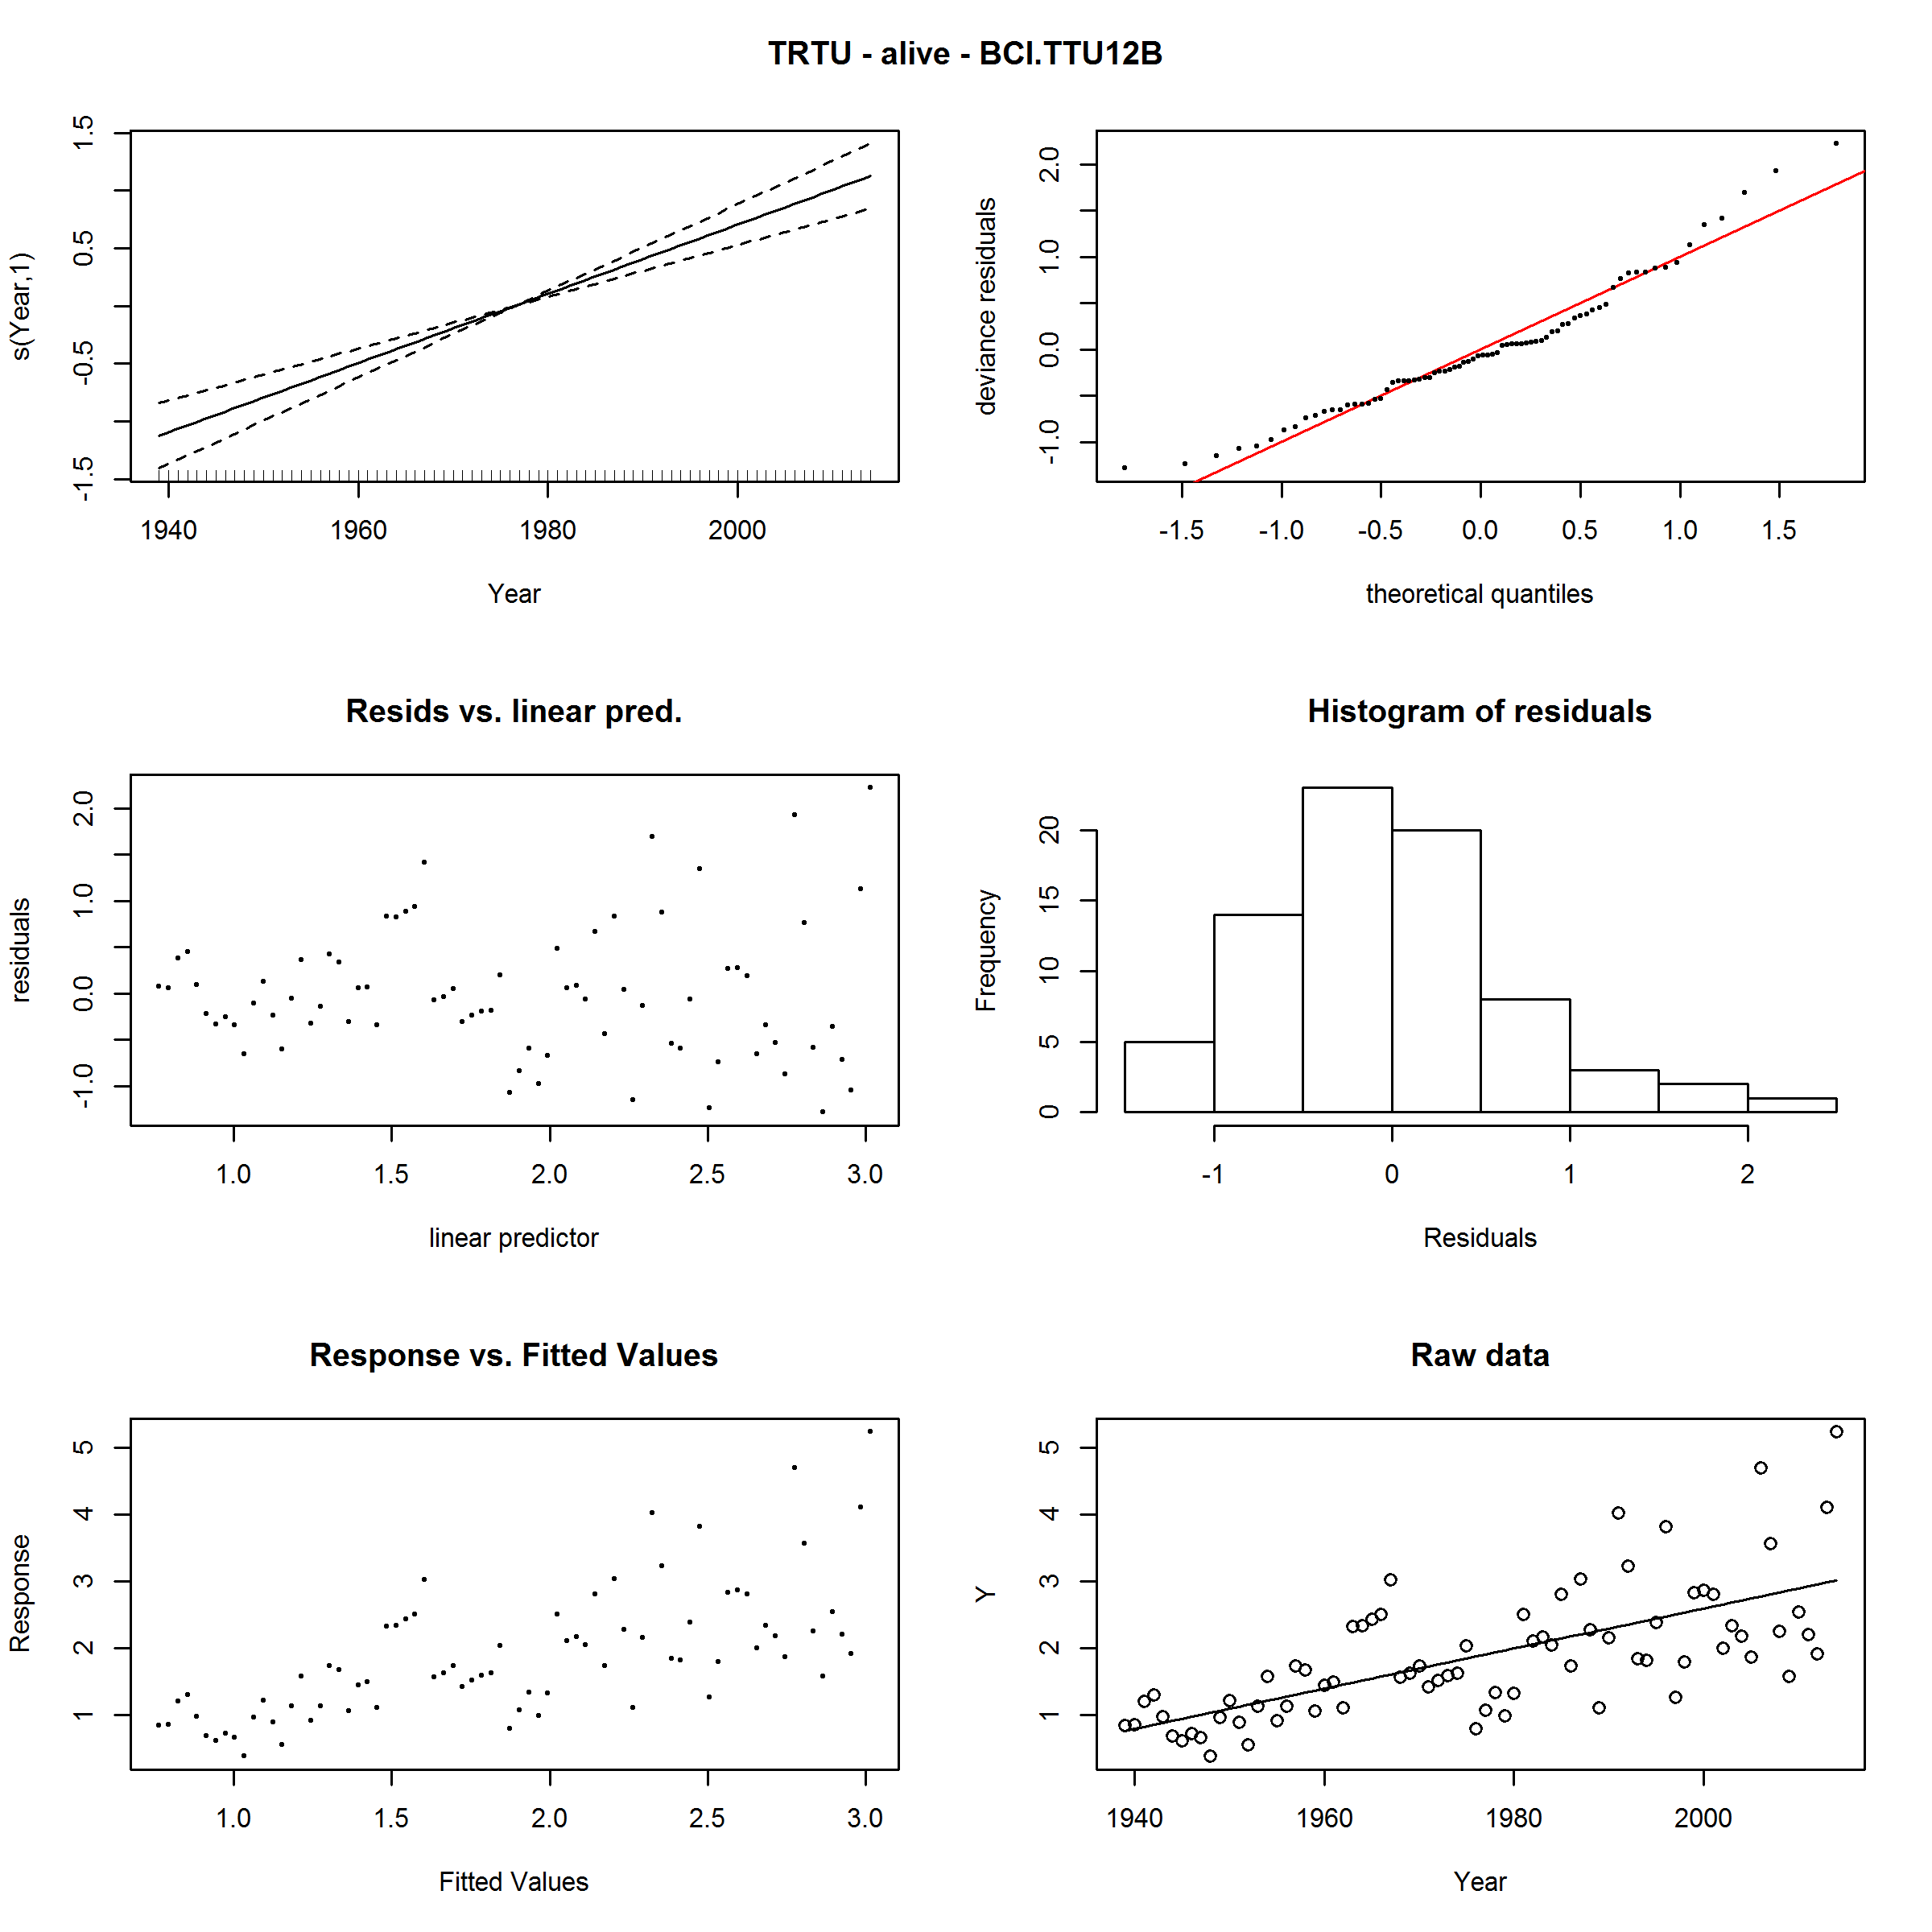 TRTU - alive - BCI.TTU12B
s(Year,1)
-1.5 -0.5 0.5 1.5
1940 1960 1980 2000
Year
deviance residuals
-1.0 0.0 1.0 2.0
-1.5 -1.0 -0.5 0.0 0.5 1.0 1.5
theoretical quantiles
Resids vs. linear pred.
residuals
-1.0 0.0 1.0 2.0
1.0 1.5 2.0 2.5 3.0
linear predictor
Histogram of residuals
Frequency
0 5 10 15 20
-1 0 1 2
Residuals
Response vs. Fitted Values
Response
1 2 3 4 5
1.0 1.5 2.0 2.5 3.0
Fitted Values
Raw data
Y
1 2 3 4 5
1940 1960 1980 2000
Year